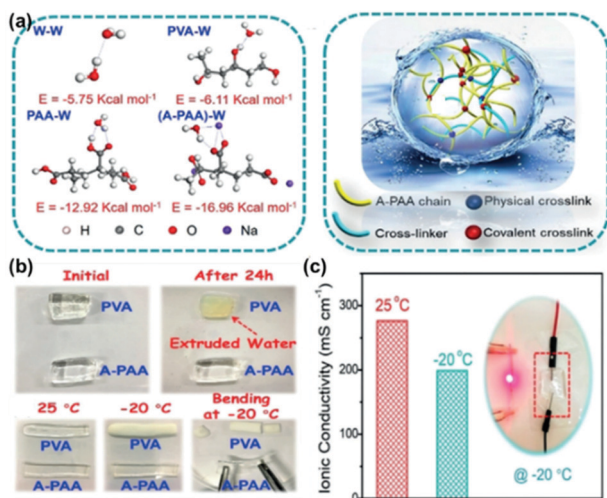 (a)
W-W
PVA-W
E = -5.75 Kcal mol⁻¹
E = -6.11 Kcal mol⁻¹
PAA-W
(A-PAA)-W
E = -12.92 Kcal mol⁻¹
E = -16.96 Kcal mol⁻¹
H
C
O
Na
A-PAA chain
Physical crosslink
Cross-linker
Covalent crosslink
(b)
Initial
After 24h
PVA
PVA
Extruded Water
A-PAA
A-PAA
25 °C
-20 °C
Bending
at -20 °C
PVA
PVA
PVA
A-PAA
A-PAA
A-PAA
(c)
Ionic Conductivity (mS cm⁻¹)
300
200
100
0
25 °C
-20 °C
@ -20 °C